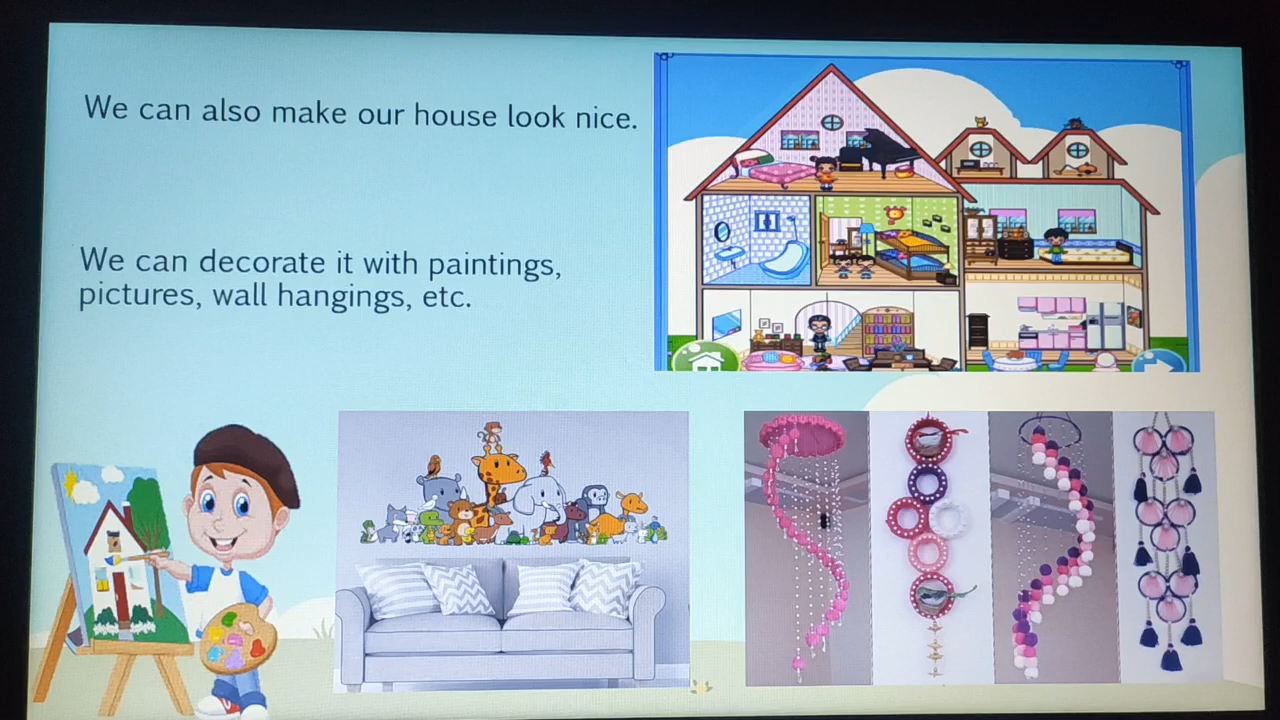 We can also make our house look nice.
We can decorate it with paintings,
pictures, wall hangings, etc.